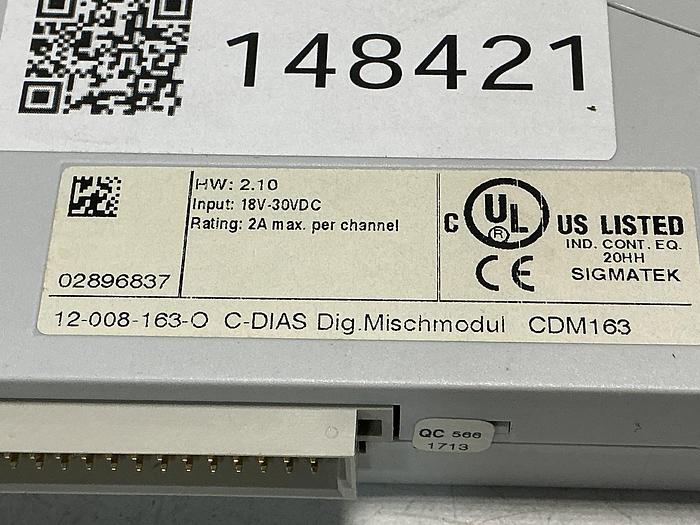 148421
HW: 2.10
Input: 18V-30VDC
Rating: 2A max. per channel
02896837
C UL® US LISTED
IND. CONT. EQ.
20HH
CE SIGMATEK
12-008-163-O C-DIAS Dig.Mischmodul CDM163
QC 566
1713